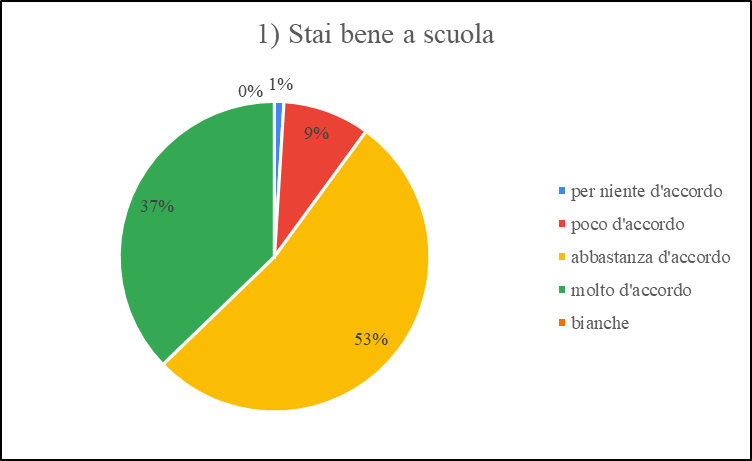 1) Stai bene a scuola
0%
1%
9%
37%
53%
per niente d'accordo
poco d'accordo
abbastanza d'accordo
molto d'accordo
bianche